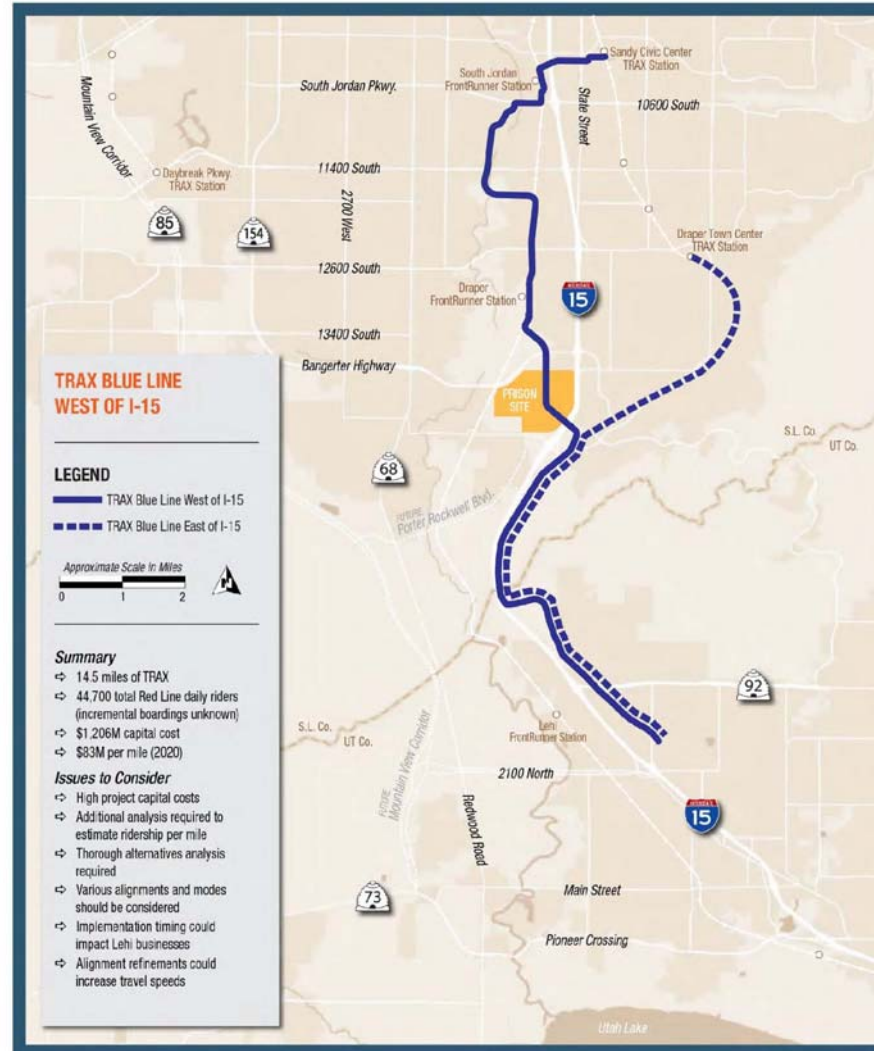 Sandy Civic Center
TRAX Station
South Jordan
FrontRunner Station
South Jordan Pkwy.
State Street
10600 South
Mountain View Corridor
Daybreak Pkwy.
TRAX Station
11400 South
2700 West
85
154
Draper Town Center
TRAX Station
12600 South
Draper
FrontRunner Station
INTERSTATE
15
13400 South
Bangerter Highway
PRISON
SITE
S.L. Co.
UT Co.
68
FUTURE
Porter Rockwell Blvd.
TRAX BLUE LINE
WEST OF I-15
LEGEND
TRAX Blue Line West of I-15
TRAX Blue Line East of I-15
Approximate Scale in Miles
0 1 2
N
Summary
⇨ 14.5 miles of TRAX
⇨ 44,700 total Red Line daily riders
(incremental boardings unknown)
⇨ $1,206M capital cost
⇨ $83M per mile (2020)
Issues to Consider
⇨ High project capital costs
⇨ Additional analysis required to
estimate ridership per mile
⇨ Thorough alternatives analysis
required
⇨ Various alignments and modes
should be considered
⇨ Implementation timing could
impact Lehi businesses
⇨ Alignment refinements could
increase travel speeds
92
S.L. Co.
UT Co.
FUTURE
Mountain View Corridor
Lehi
FrontRunner Station
2100 North
Redwood Road
INTERSTATE
15
73
Main Street
Pioneer Crossing
Utah Lake